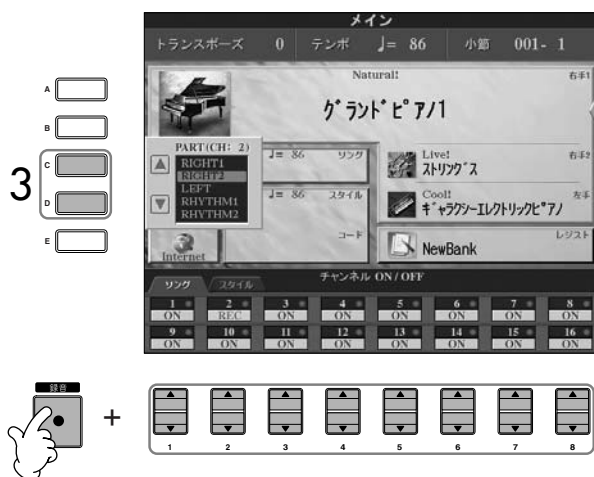 メイン
トランスポーズ 0 テンポ ♩= 86 小節 001- 1
Natural! 右手1
グランドピアノ1
A
B
C
D
E
3
PART(CH: 2)
RIGHT1
RIGHT2
LEFT
RHYTHM1
RHYTHM2
♩= 86 ソング
♩= 86 スタイル
コード
Live! 右手2
ストリングス
Cool! 左手
ギャラクシーエレクトリックピアノ
レジスト
NewBank
Internet
ソング スタイル チャンネル ON/OFF
1 2 3 4 5 6 7 8
ON REC ON ON ON ON ON ON
9 10 11 12 13 14 15 16
ON ON ON ON ON ON ON ON
録音
+
1 2 3 4 5 6 7 8